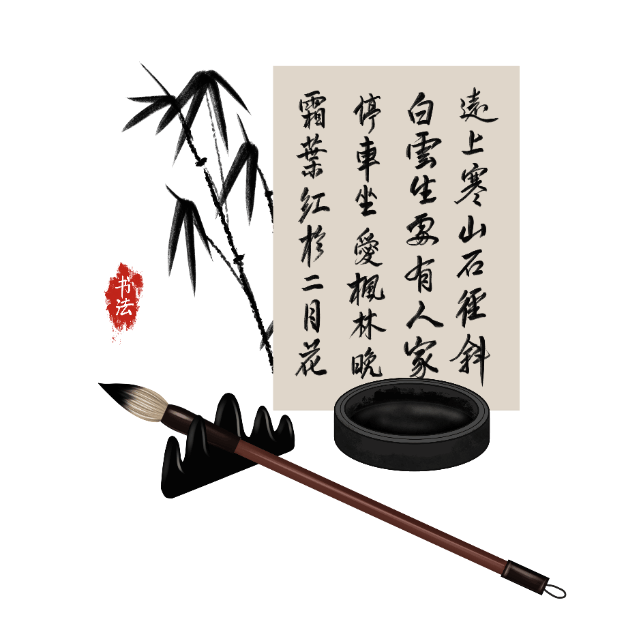 遠上寒山石徑斜
白雲生處有人家
停車坐愛楓林晚
霜葉紅於二月花
书法